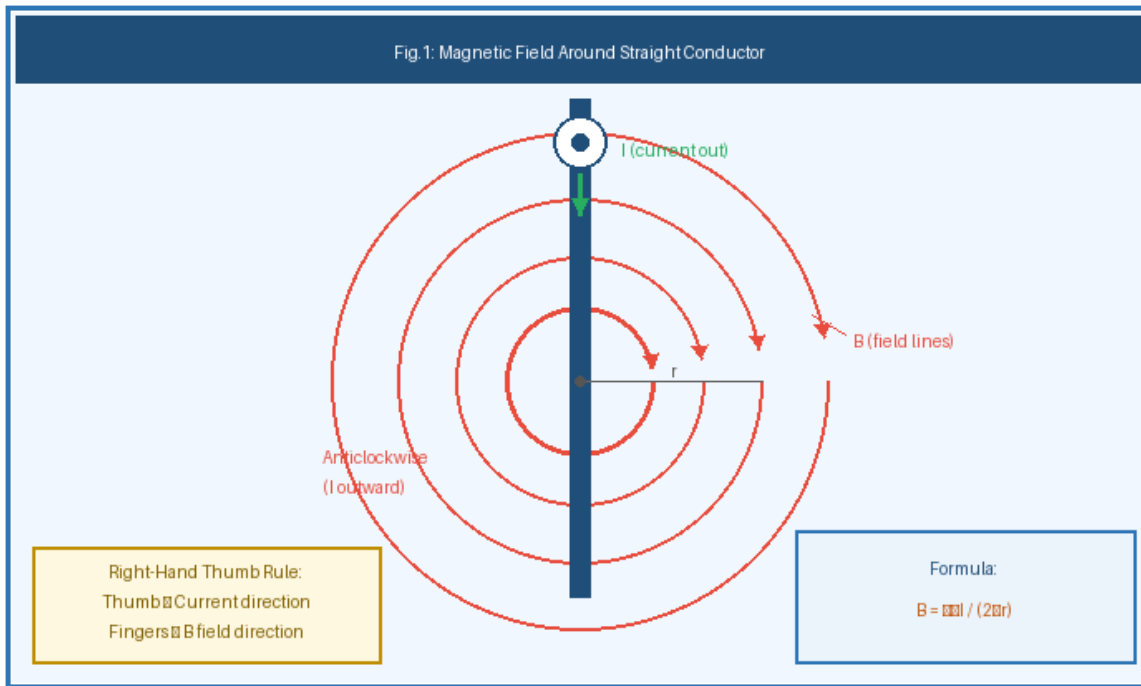 Fig.1: Magnetic Field Around Straight Conductor
I (current out)
B (field lines)
r
Anticlockwise
(I outward)
Right-Hand Thumb Rule:
Thumb Current direction
Fingers B field direction
Formula:
B = I / (2 r)